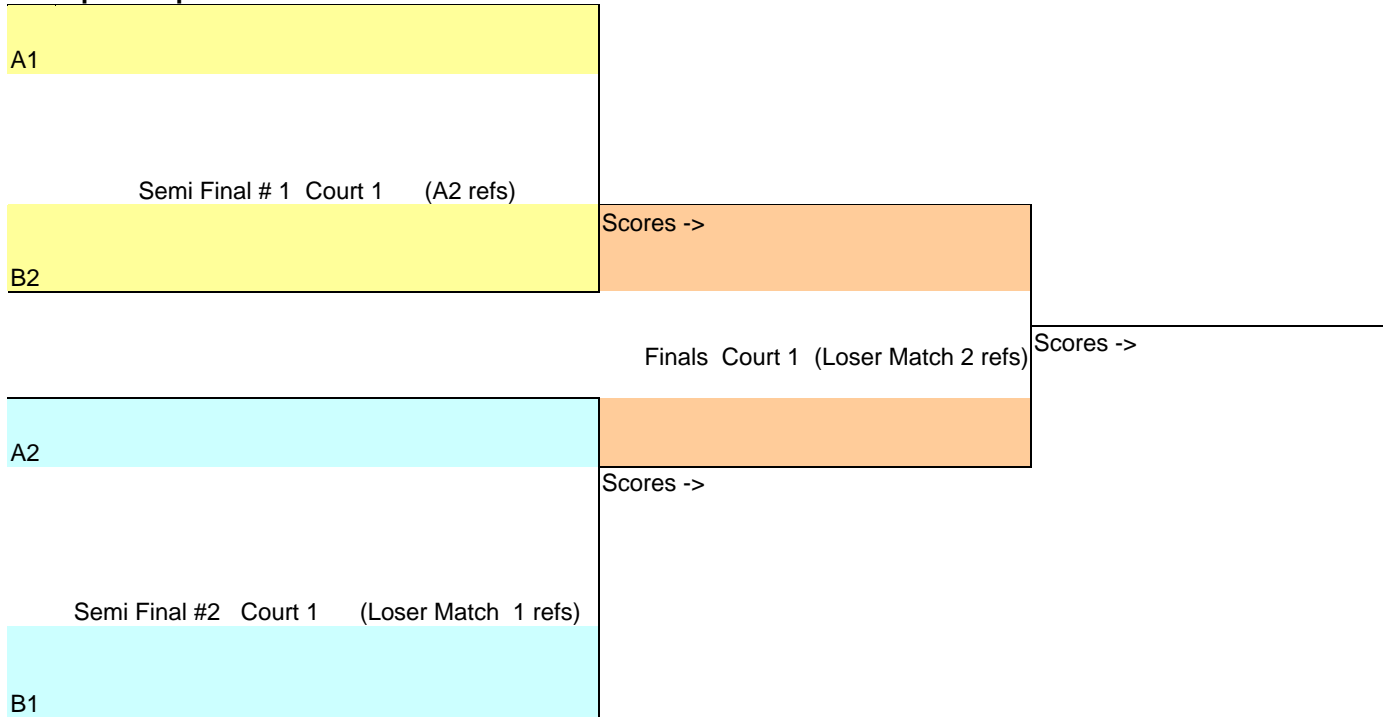 A1
Semi Final # 1 Court 1 (A2 refs)
Scores ->
B2
Finals Court 1 (Loser Match 2 refs)
Scores ->
A2
Scores ->
Semi Final #2 Court 1 (Loser Match 1 refs)
B1